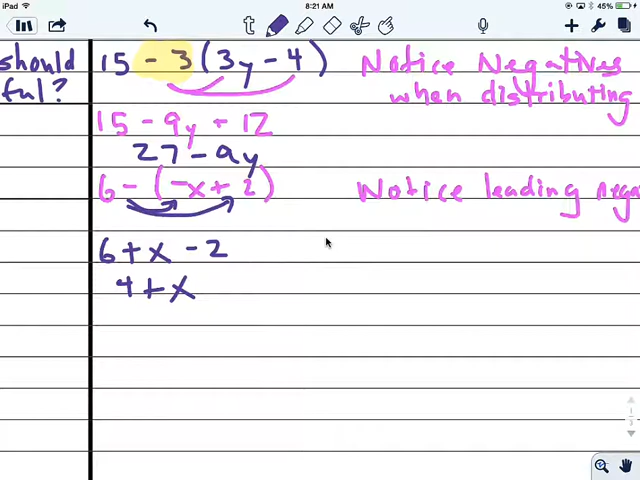 iPad 8:21 AM 45%
t
should 15 - 3 (3y - 4) Notice Negatives
ful? when distributing
15 - 9y + 12
27 - 9y
6 - (-x + 2) Notice leading nega
6 + x - 2
4 + x